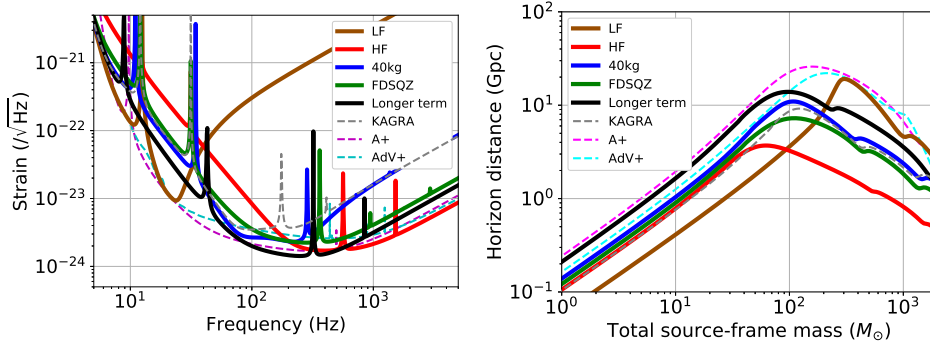 10⁻²¹
10⁻²²
10⁻²³
10⁻²⁴
Strain (/√Hz)
10¹
10²
10³
Frequency (Hz)
LF
HF
40kg
FDSQZ
Longer term
KAGRA
A+
AdV+
10²
10¹
10⁰
10⁻¹
Horizon distance (Gpc)
10⁰
10¹
10²
10³
Total source-frame mass (M⊙)
LF
HF
40kg
FDSQZ
Longer term
KAGRA
A+
AdV+